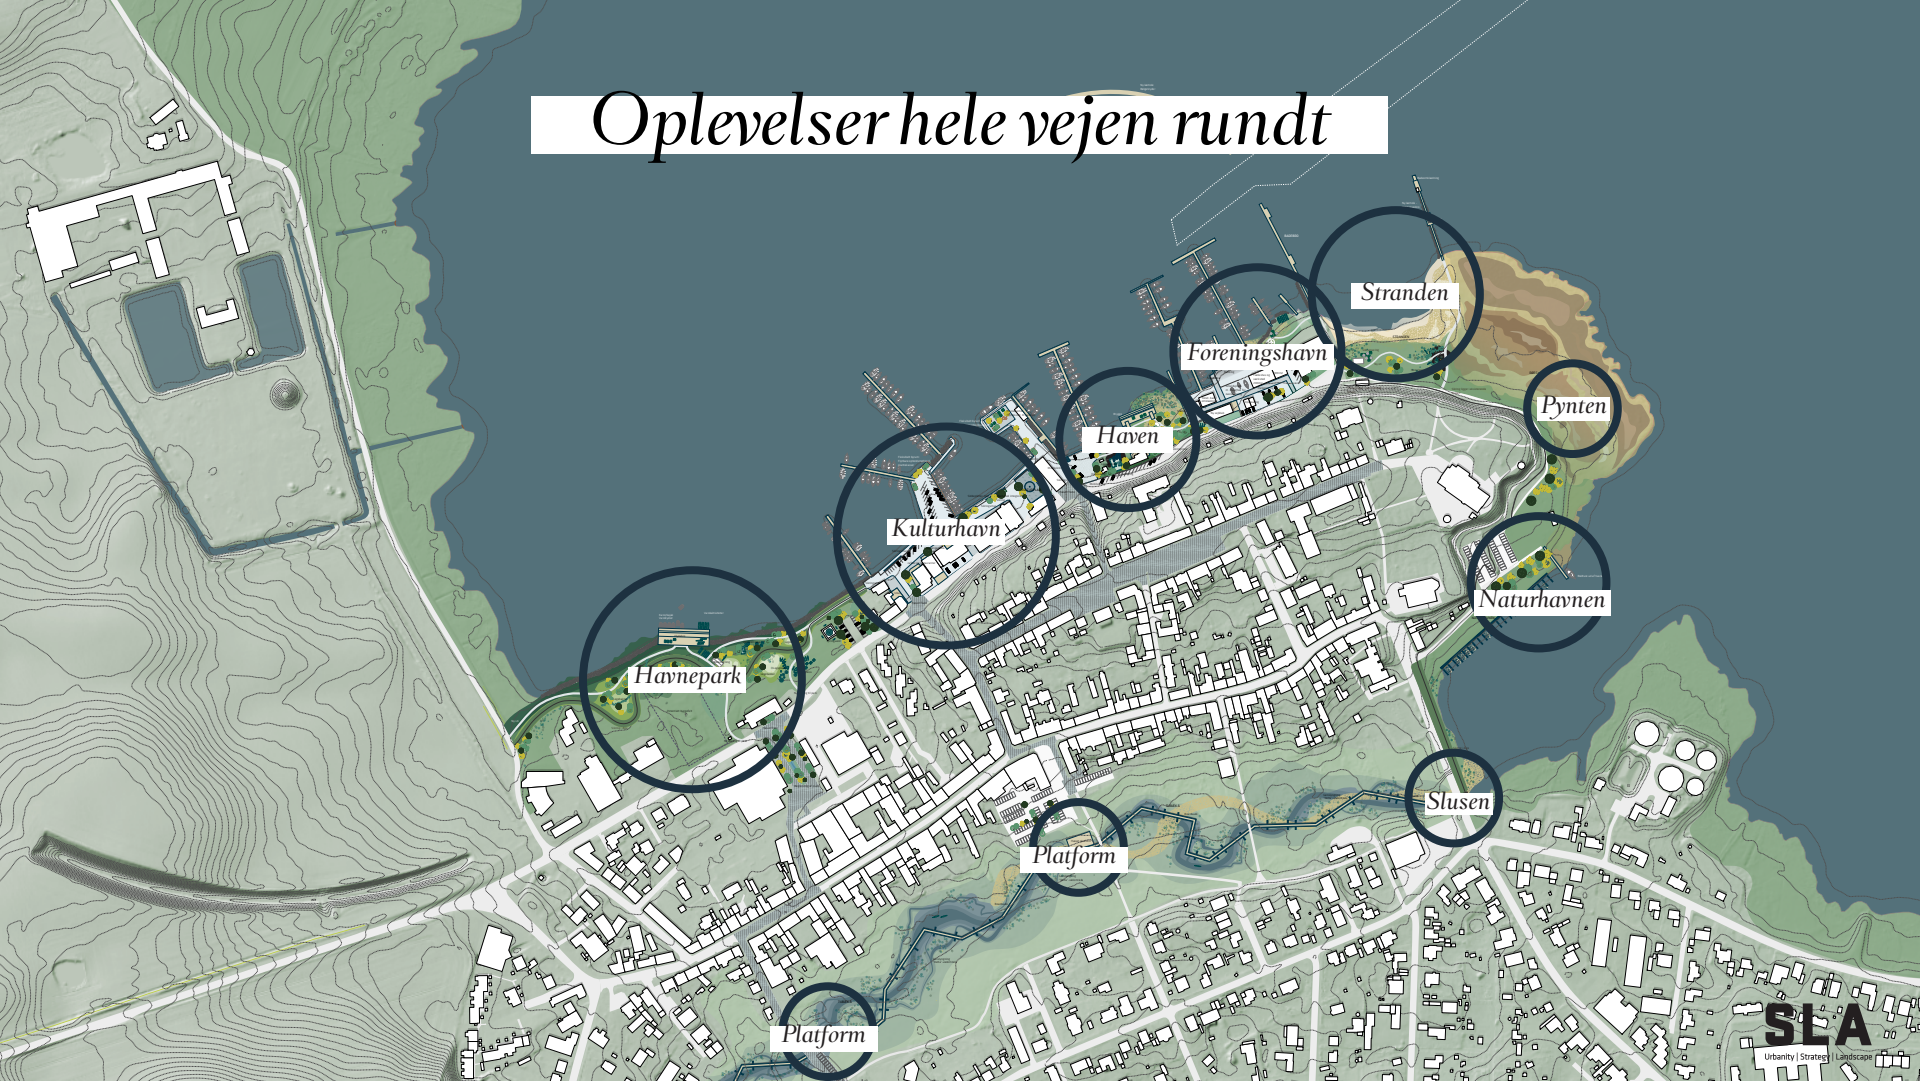 Oplevelser hele vejen rundt
Stranden
Foreningshavn
Pynten
Haven
Kulturhavn
Naturhavnen
Havnepark
Slusen
Platform
Platform
SLA
Urbanity | Strategy | Landscape